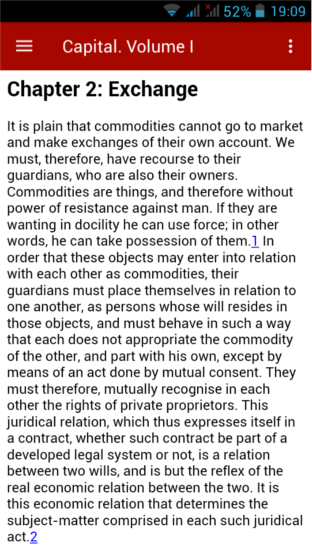 52% 19:09
Capital. Volume I
Chapter 2: Exchange
It is plain that commodities cannot go to market
and make exchanges of their own account. We
must, therefore, have recourse to their
guardians, who are also their owners.
Commodities are things, and therefore without
power of resistance against man. If they are
wanting in docility he can use force; in other
words, he can take possession of them.1 In
order that these objects may enter into relation
with each other as commodities, their
guardians must place themselves in relation to
one another, as persons whose will resides in
those objects, and must behave in such a way
that each does not appropriate the commodity
of the other, and part with his own, except by
means of an act done by mutual consent. They
must therefore, mutually recognise in each
other the rights of private proprietors. This
juridical relation, which thus expresses itself in
a contract, whether such contract be part of a
developed legal system or not, is a relation
between two wills, and is but the reflex of the
real economic relation between the two. It is
this economic relation that determines the
subject-matter comprised in each such juridical
act.2